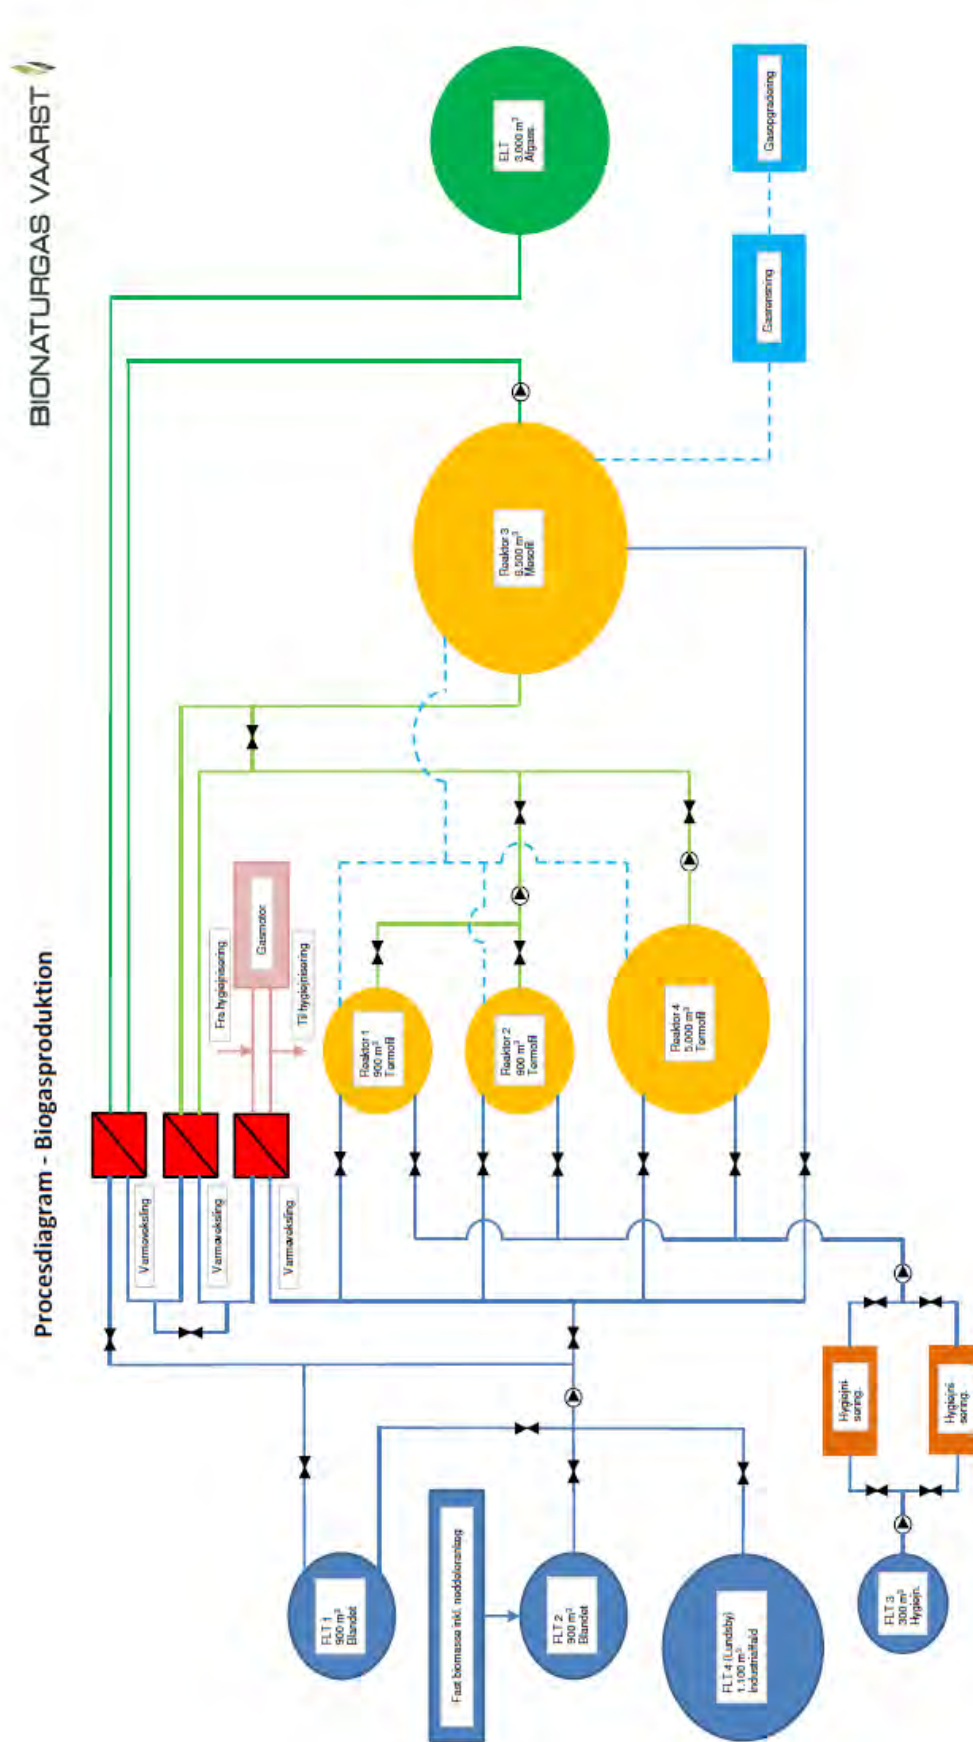 BIONATURGAS VAARST
Procesdiagram - Biogasproduktion
FLT 1
900 m³
Blandet
Fast biomasse inkl. neddeleranlæg
FLT 2
900 m³
Blandet
FLT 4 (Lundsby)
1.100 m³
Industriaffald
FLT 3
300 m³
Hygiejn.
Hygiejni-
sering.
Hygiejni-
sering.
Varmeveksling
Varmeveksling
Varmeveksling
Fra hygiejnisering
Til hygiejnisering
Gasmotor
Reaktor 1
900 m³
Termofil
Reaktor 2
900 m³
Termofil
Reaktor 4
5.000 m³
Termofil
Reaktor 3
6.500 m³
Mesofil
ELT
3.000 m³
Afgass.
Gasrensning
Gasopgradering